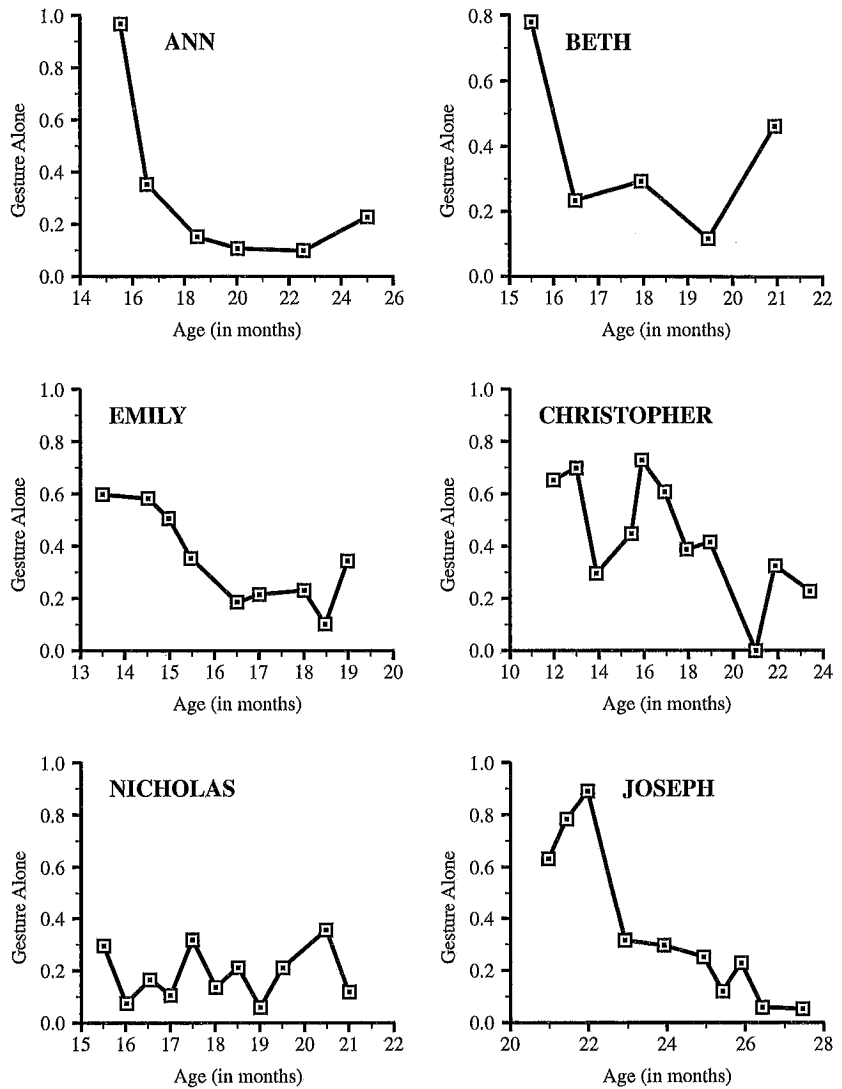 ANN
Gesture Alone
1.0
0.8
0.6
0.4
0.2
0.0
14 16 18 20 22 24 26
Age (in months)
BETH
Gesture Alone
0.8
0.6
0.4
0.2
0.0
15 16 17 18 19 20 21 22
Age (in months)
EMILY
Gesture Alone
1.0
0.8
0.6
0.4
0.2
0.0
13 14 15 16 17 18 19 20
Age (in months)
CHRISTOPHER
Gesture Alone
1.0
0.8
0.6
0.4
0.2
0.0
10 12 14 16 18 20 22 24
Age (in months)
NICHOLAS
Gesture Alone
1.0
0.8
0.6
0.4
0.2
0.0
15 16 17 18 19 20 21 22
Age (in months)
JOSEPH
Gesture Alone
1.0
0.8
0.6
0.4
0.2
0.0
20 22 24 26 28
Age (in months)